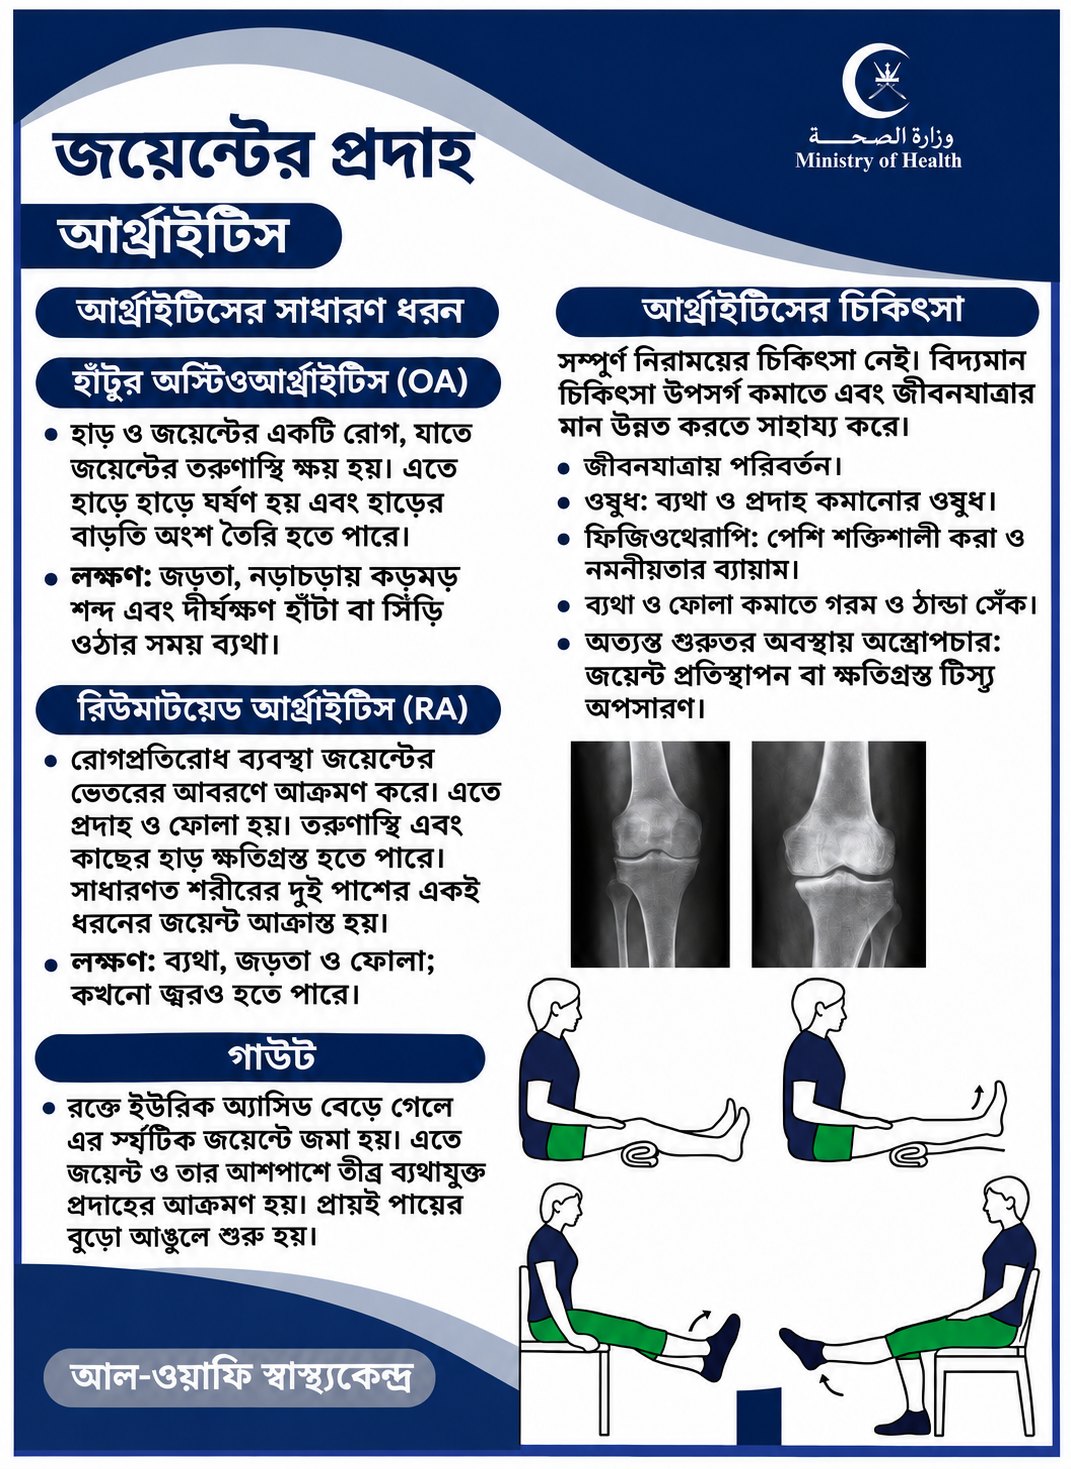 وزارة الصحـــة
Ministry of Health
জয়েন্টের প্রদাহ
আর্থ্রাইটিস
আর্থ্রাইটিসের সাধারণ ধরন
হাঁটুর অস্টিওআর্থ্রাইটিস (OA)
• হাড় ও জয়েন্টের একটি রোগ, যাতে
জয়েন্টের তরুণাস্থি ক্ষয় হয়। এতে
হাড়ে হাড়ে ঘর্ষণ হয় এবং হাড়ের
বাড়তি অংশ তৈরি হতে পারে।
• লক্ষণ: জড়তা, নড়াচড়ায় কড়্মড়
শব্দ এবং দীর্ঘক্ষণ হাঁটা বা সিঁড়ি
ওঠার সময় ব্যথা।
রিউমাটয়েড আর্থ্রাইটিস (RA)
• রোগপ্রতিরোধ ব্যবস্থা জয়েন্টের
ভেতরের আবরণে আক্রমণ করে। এতে
প্রদাহ ও ফোলা হয়। তরুণাস্থি এবং
কাছের হাড় ক্ষতিগ্রস্ত হতে পারে।
সাধারণত শরীরের দুই পাশের একই
ধরনের জয়েন্ট আক্রান্ত হয়।
• লক্ষণ: ব্যথা, জড়তা ও ফোলা;
কখনো জ্বরও হতে পারে।
গাউট
• রক্তে ইউরিক অ্যাসিড বেড়ে গেলে
এর জয়েন্টে জমা হয়। এতে
জয়েন্ট ও তার আশপাশে তীব্র ব্যথাযুক্ত
প্রদাহের আক্রমণ হয়। প্রায়ই পায়ের
বুড়ো আঙুলে শুরু হয়।
আর্থ্রাইটিসের চিকিৎসা
সম্পুর্ণ নিরাময়ের চিকিৎসা নেই। বিদ্যমান
চিকিৎসা উপসর্গ কমাতে এবং জীবনযাত্রার
মান উন্নত করতে সাহায্য করে।
• জীবনযাত্রায় পরিবর্তন।
• ওষুধ: ব্যথা ও প্রদাহ কমানোর ওষুধ।
• ফিজিওথেরাপি: পেশি শক্তিশালী করা ও
নমনীয়তার ব্যায়াম।
• ব্যথা ও ফোলা কমাতে গরম ও ঠান্ডা সেঁক।
• অত্যন্ত গুরুতর অবস্থায় অস্ত্রোপচার:
জয়েন্ট প্রতিস্থাপন বা ক্ষতিগ্রস্ত টিস্যু
অপসারণ।
আল-ওয়াফি স্বাস্থ্যকেন্দ্র